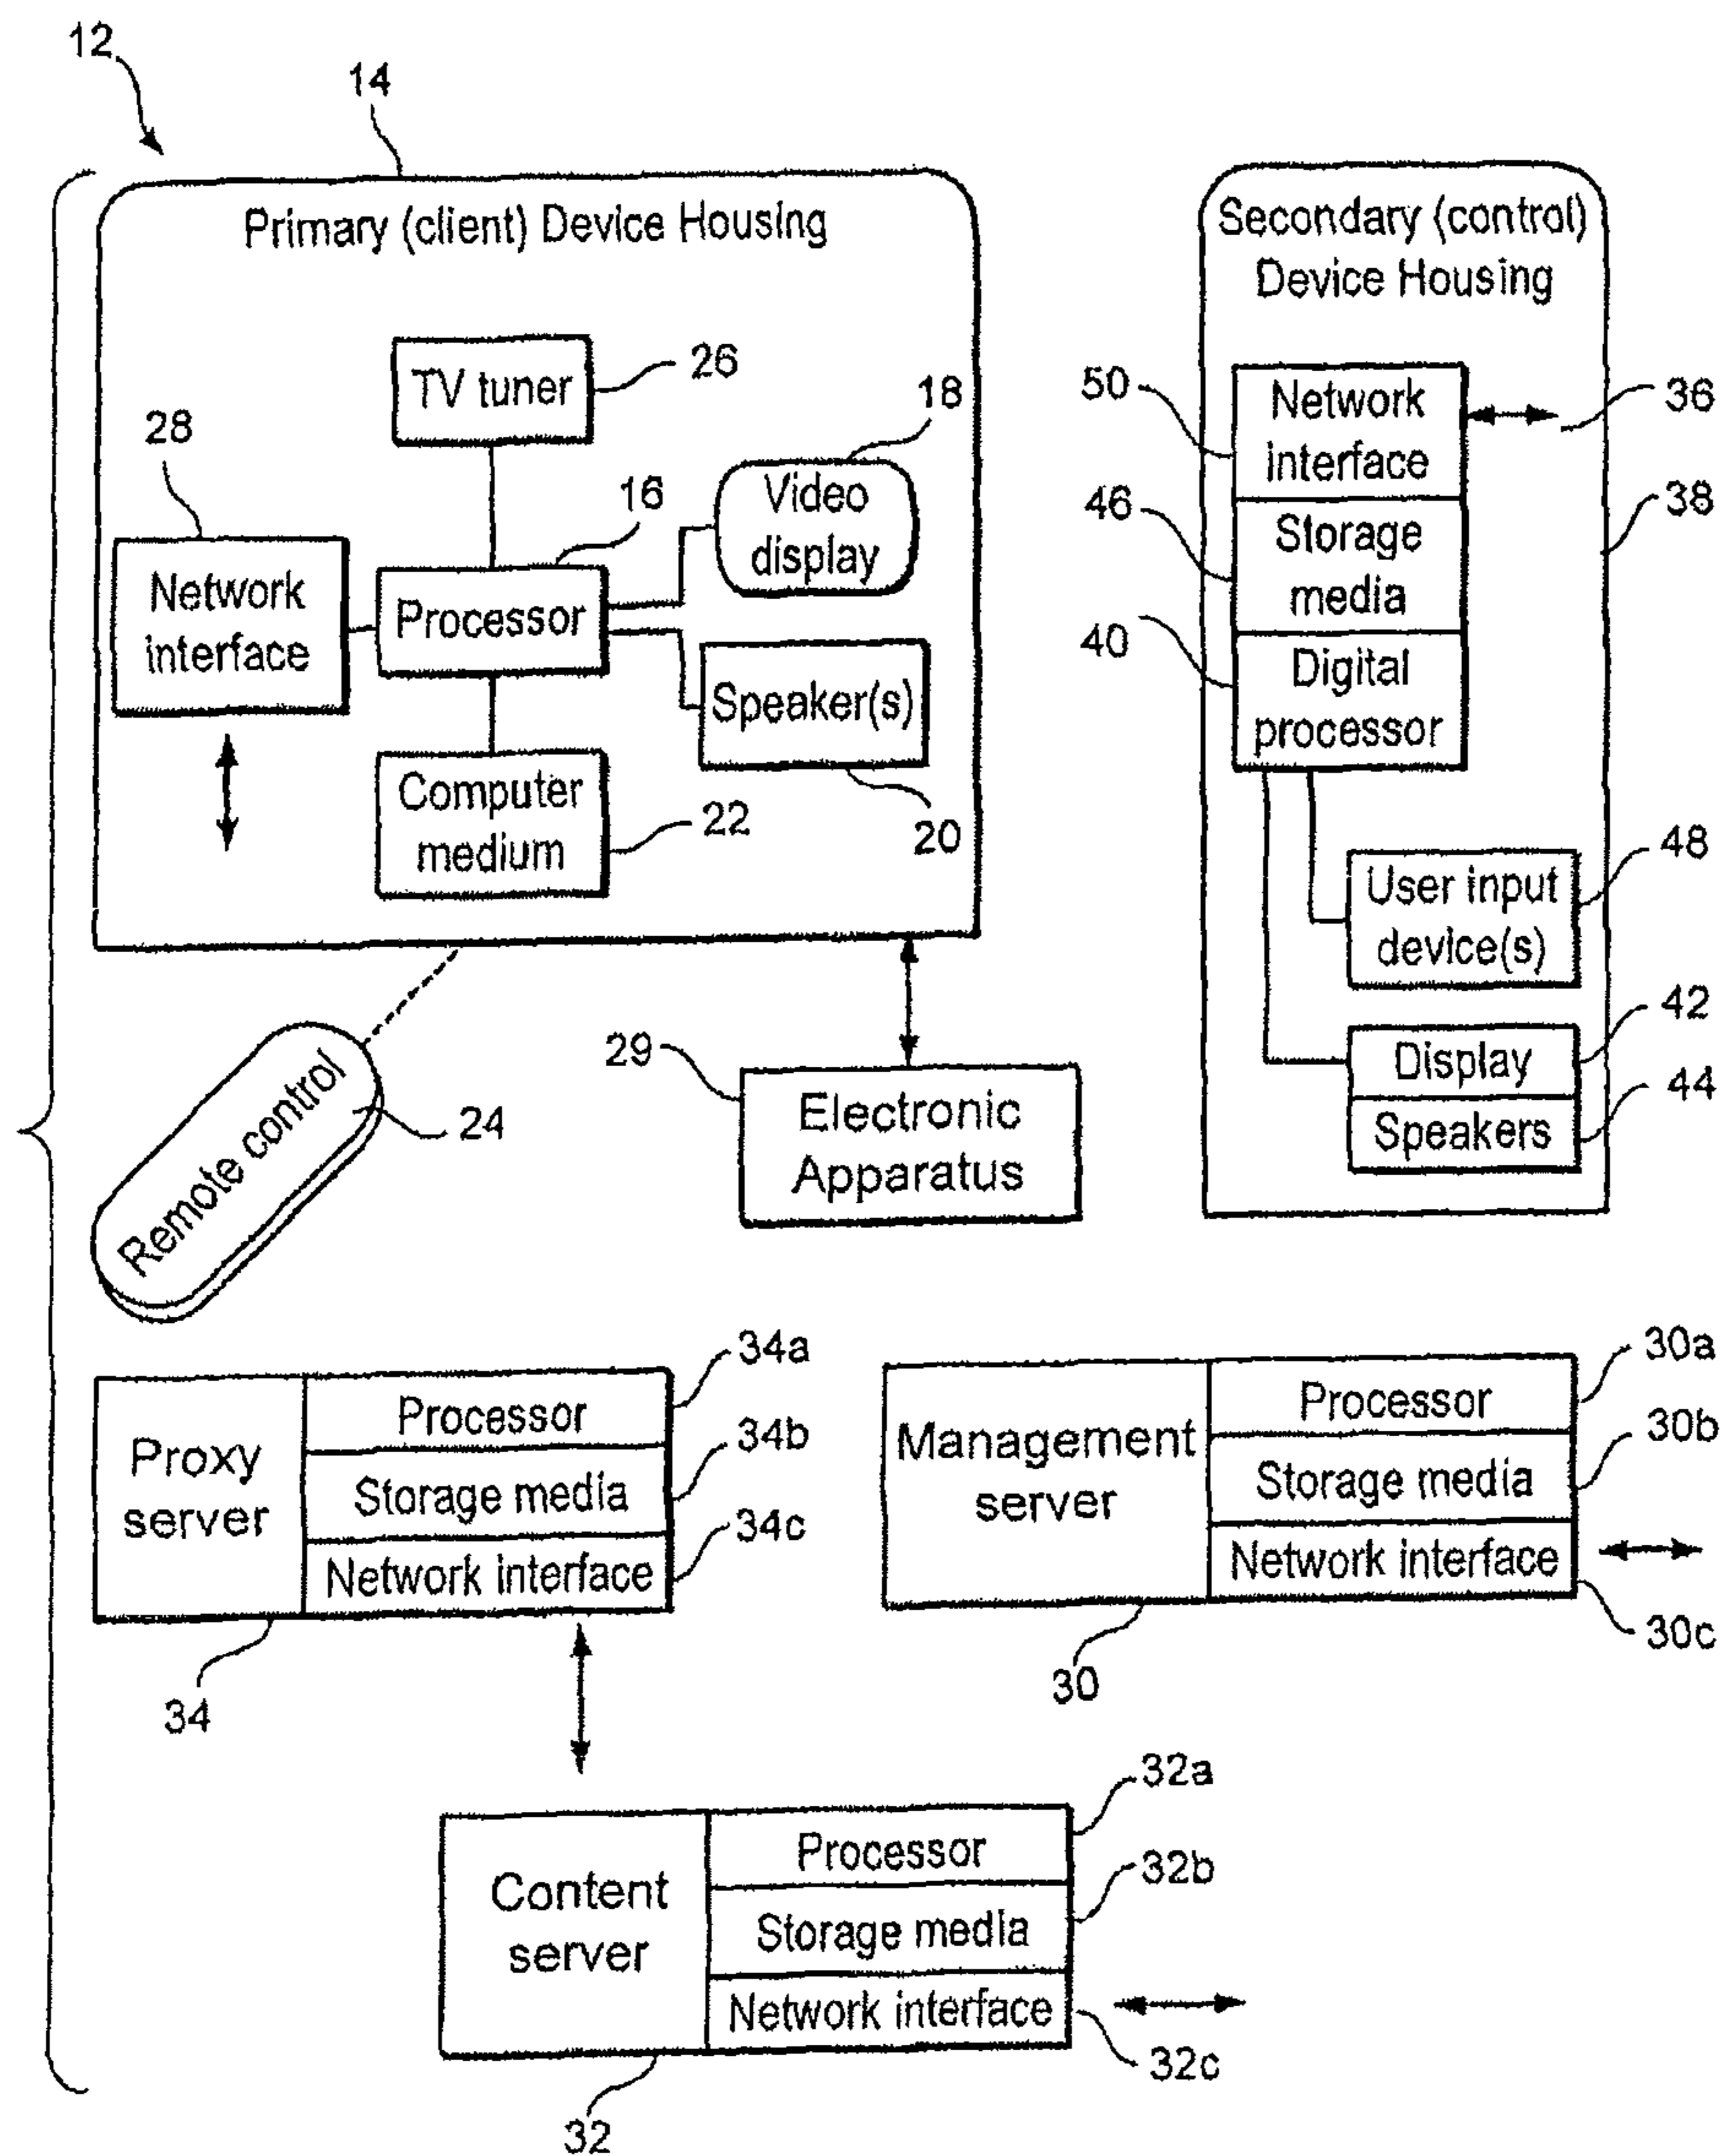 12
14
Primary (client) Device Housing
TV tuner
26
28
16
18
Video
display
Network
interface
Processor
Speaker(s)
20
Computer
medium
22
Remote control
24
29
Electronic
Apparatus
Secondary (control)
Device Housing
50
Network
interface
36
38
46
Storage
media
40
Digital
processor
48
User input
device(s)
42
Display
44
Speakers
Proxy
server
Processor
34a
Storage media
34b
Network interface
34c
34
Management
server
Processor
30a
Storage media
30b
Network interface
30c
30
Content
server
Processor
32a
Storage media
32b
Network interface
32c
32